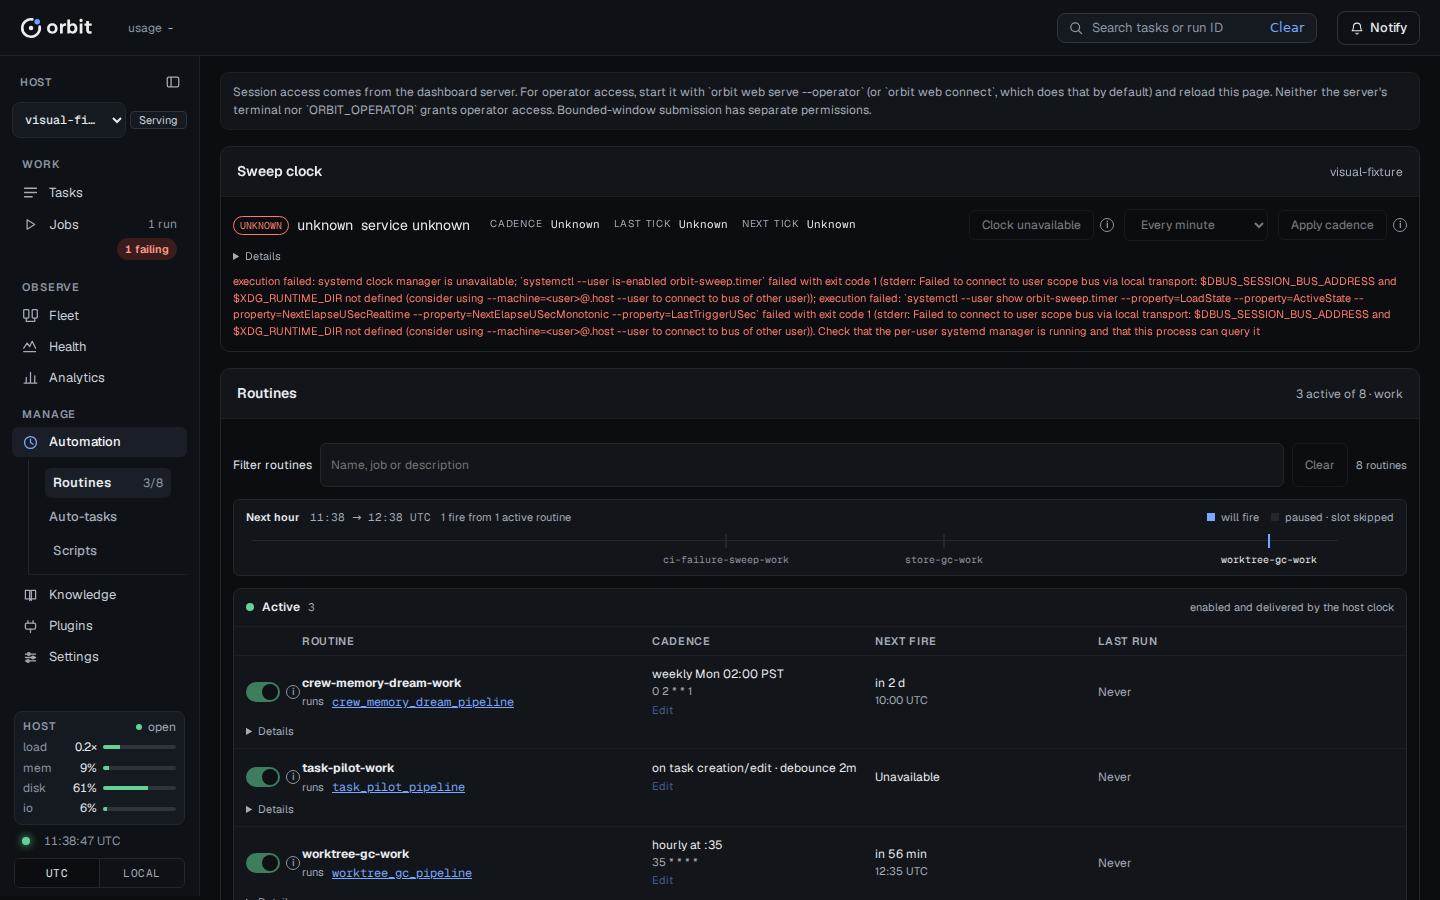 orbit
usage -
Search tasks or run ID
Clear
Notify
HOST
visual-fi…
Serving
WORK
Tasks
Jobs
1 run
1 failing
OBSERVE
Fleet
Health
Analytics
MANAGE
Automation
Routines
3/8
Auto-tasks
Scripts
Knowledge
Plugins
Settings
HOST
open
load 0.2×
mem 9%
disk 61%
io 6%
11:38:47 UTC
UTC
LOCAL
Session access comes from the dashboard server. For operator access, start it with `orbit web serve --operator` (or `orbit web connect`, which does that by default) and reload this page. Neither the server's
terminal nor `ORBIT_OPERATOR` grants operator access. Bounded-window submission has separate permissions.
Sweep clock
visual-fixture
UNKNOWN unknown service unknown CADENCE Unknown LAST TICK Unknown NEXT TICK Unknown
Clock unavailable
Every minute
Apply cadence
Details
execution failed: systemd clock manager is unavailable; `systemctl --user is-enabled orbit-sweep.timer` failed with exit code 1 (stderr: Failed to connect to user scope bus via local transport: $DBUS_SESSION_BUS_ADDRESS and
$XDG_RUNTIME_DIR not defined (consider using --machine=<user>@.host --user to connect to bus of other user)); execution failed: `systemctl --user show orbit-sweep.timer --property=LoadState --property=ActiveState --
property=NextElapseUSecRealtime --property=NextElapseUSecMonotonic --property=LastTriggerUSec` failed with exit code 1 (stderr: Failed to connect to user scope bus via local transport: $DBUS_SESSION_BUS_ADDRESS and
$XDG_RUNTIME_DIR not defined (consider using --machine=<user>@.host --user to connect to bus of other user)). Check that the per-user systemd manager is running and that this process can query it
Routines
3 active of 8 · work
Filter routines
Name, job or description
Clear
8 routines
Next hour 11:38 → 12:38 UTC 1 fire from 1 active routine
will fire
paused · slot skipped
ci-failure-sweep-work
store-gc-work
worktree-gc-work
Active 3
enabled and delivered by the host clock
ROUTINE CADENCE NEXT FIRE LAST RUN
crew-memory-dream-work
runs crew_memory_dream_pipeline
weekly Mon 02:00 PST
0 2 * * 1
Edit
in 2 d
10:00 UTC
Never
Details
task-pilot-work
runs task_pilot_pipeline
on task creation/edit · debounce 2m
Edit
Unavailable
Never
Details
worktree-gc-work
runs worktree_gc_pipeline
hourly at :35
35 * * * *
Edit
in 56 min
12:35 UTC
Never